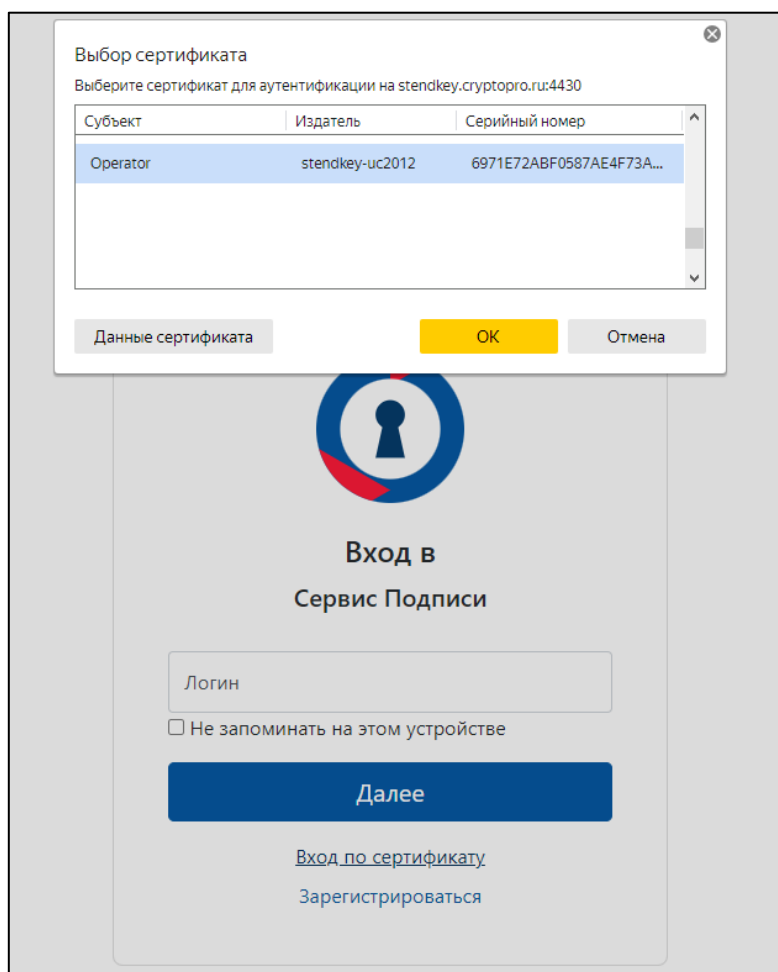 Выбор сертификата
Выберите сертификат для аутентификации на stendkey.cryptopro.ru:4430
Субъект Издатель Серийный номер
Operator stendkey-uc2012 6971E72ABF0587AE4F73A...
Данные сертификата OK Отмена
Вход в
Сервис Подписи
Логин
Не запоминать на этом устройстве
Далее
Вход по сертификату
Зарегистрироваться